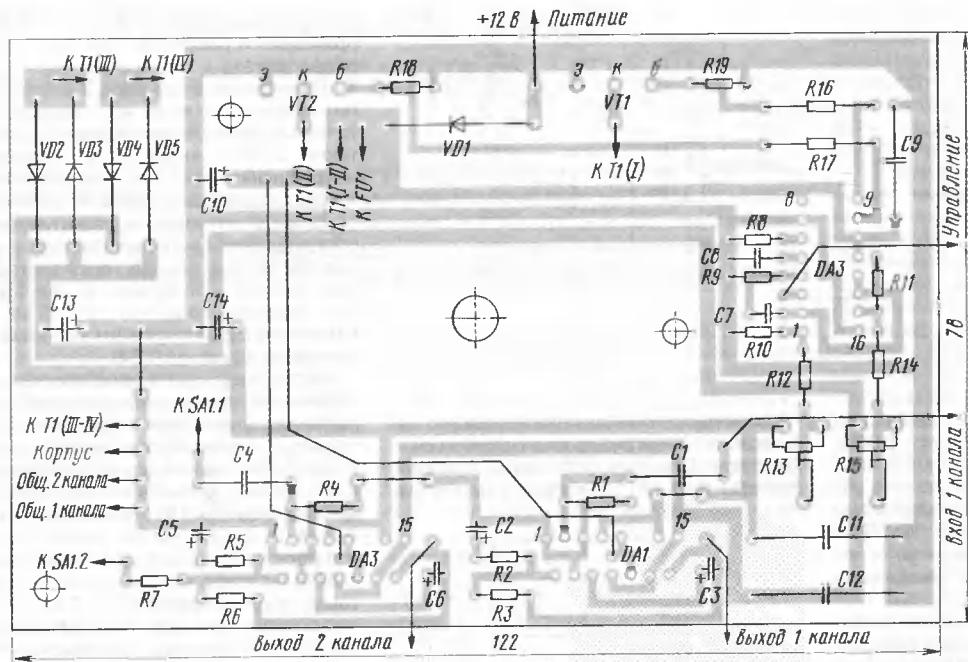 +12 В Питание
К Т1(III) К Т1(IV)
э к б R18
э к б R19
VT2 VT1
R16
VD1
R17
C9
VD2 VD3 VD4 VD5
К Т1(II)
К Т1(I-II)
К FU1
К Т1(I)
C10
8 9
Управление
R8
C8
R9
DA3
R11
C7
R10
1 16
C13 C14
R12 R14
78
К SA1.1
К Т1(III-IV)
Корпус
Общ. 2 канала
Общ. 1 канала
R13 R15
Вход 1 канала
C4 R4 C1 R1
C5 1 15 C2 1 15 C11
R5 DA3 R2 DA1
К SA1.2
R7 R6 C6 R3 C3 C12
Выход 2 канала 122 Выход 1 канала